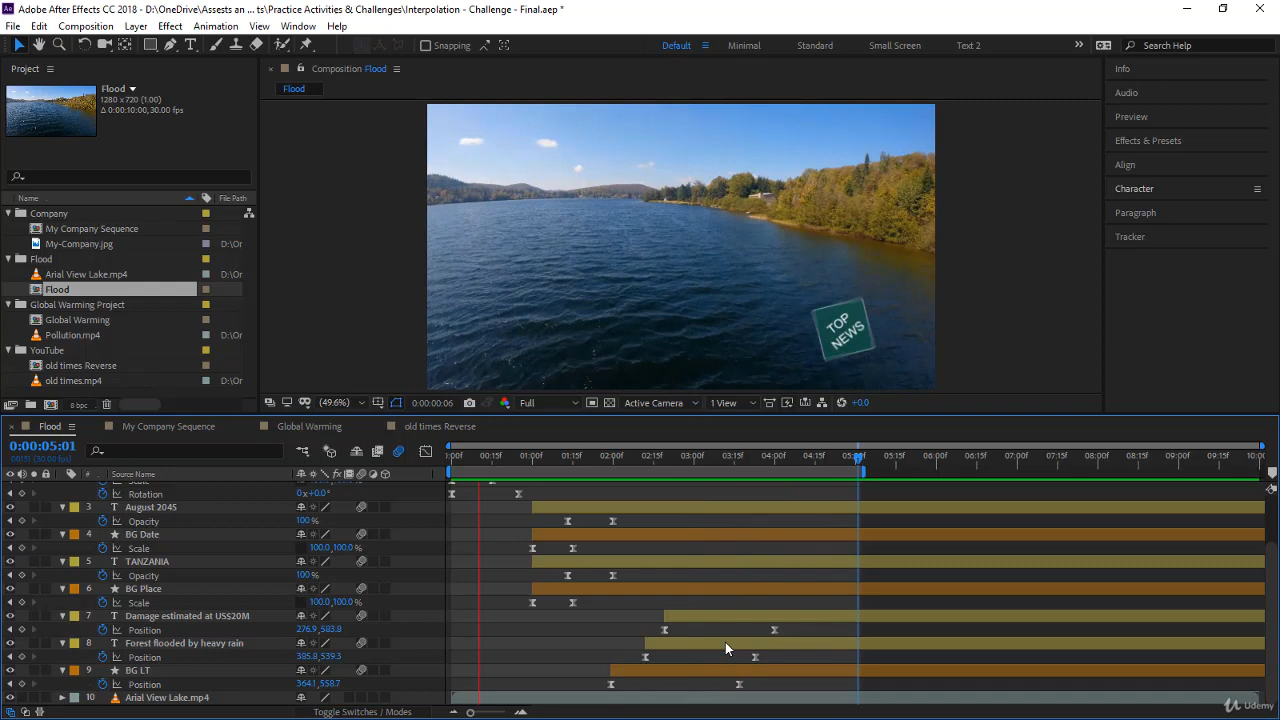 Adobe After Effects CC 2018 - D:\OneDrive\Assests an ... ts\Practice Activities & Challenges\Interpolation - Challenge - Final.aep *
File Edit Composition Layer Effect Animation View Window Help
Snapping
Default Minimal Standard Small Screen Text 2
Search Help
Project
Flood
1280 x 720 (1.00)
Δ 0:00:10:00, 30.00 fps
Name File Path
Company
My Company Sequence
My-Company.jpg D:\Or
Flood
Arial View Lake.mp4 D:\Or
Flood
Global Warming Project
Global Warming
Pollution.mp4 D:\Or
YouTube
old times Reverse
old times.mp4 D:\Or
8 bpc
Composition Flood
Flood
TOP
NEWS
(49.6%) 0:00:00:06 Full Active Camera 1 View +0.0
Info
Audio
Preview
Effects & Presets
Align
Character
Paragraph
Tracker
Flood My Company Sequence Global Warming old times Reverse
0:00:05:01
00151 (30.00 fps)
00:15f 01:00f 01:15f 02:00f 02:15f 03:00f 03:15f 04:00f 04:15f 05:15f 06:00f 06:15f 07:00f 07:15f 08:00f 08:15f 09:00f 09:15f 10:00
# Source Name
Rotation 0x+0.0°
3 T August 2045
Opacity 100 %
4 BG Date
Scale 100.0,100.0%
5 T TANZANIA
Opacity 100 %
6 BG Place
Scale 100.0,100.0%
7 T Damage estimated at US$20M
Position 276.9,583.8
8 T Forest flooded by heavy rain
Position 385.8,539.3
9 BG LT
Position 364.1,558.7
10 Arial View Lake.mp4
Toggle Switches / Modes
Udemy